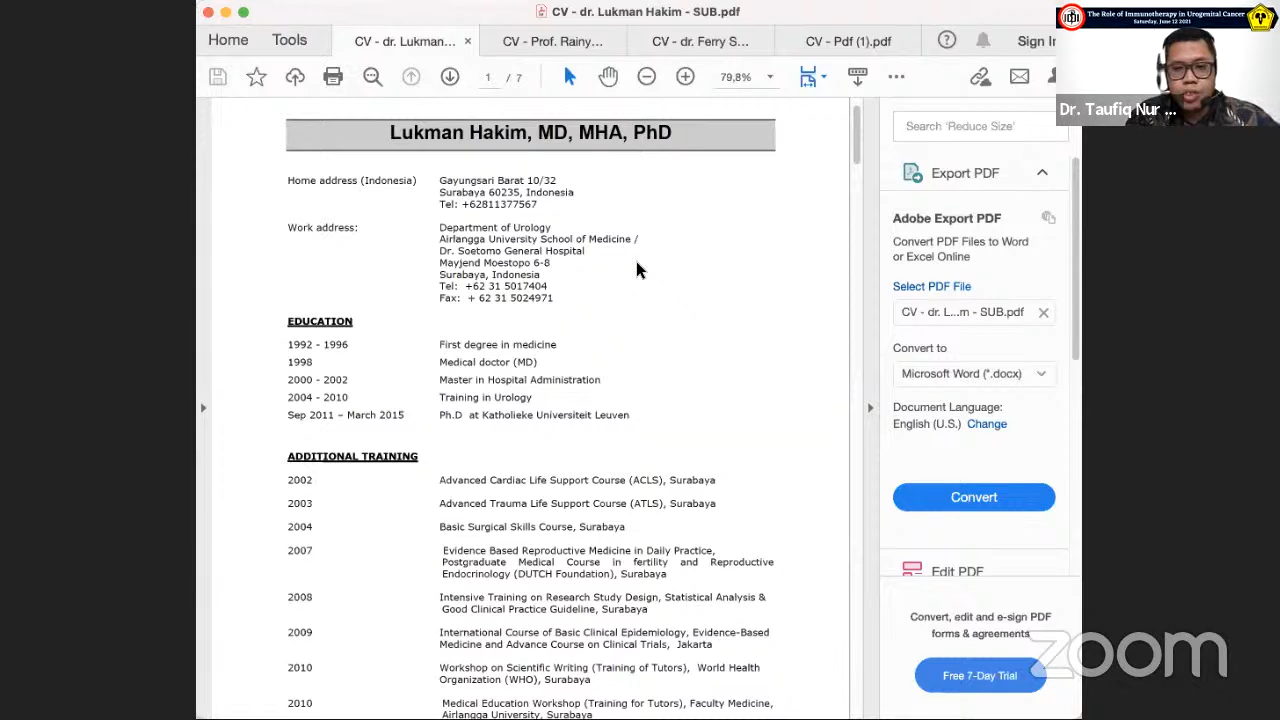 CV - dr. Lukman Hakim - SUB.pdf
The Role of Immunotherapy in Urogenital Cancer
Saturday, June 12 2021
Home
Tools
CV - dr. Lukman... ×
CV - Prof. Rainy...
CV - dr. Ferry S...
CV - Pdf (1).pdf
Sign In
1 / 7
79,8%
Dr. Taufiq Nur ...
Lukman Hakim, MD, MHA, PhD
Home address (Indonesia) Gayungsari Barat 10/32
Surabaya 60235, Indonesia
Tel: +62811377567
Work address: Department of Urology
Airlangga University School of Medicine /
Dr. Soetomo General Hospital
Mayjend Moestopo 6-8
Surabaya, Indonesia
Tel: +62 31 5017404
Fax: + 62 31 5024971
EDUCATION
1992 - 1996 First degree in medicine
1998 Medical doctor (MD)
2000 - 2002 Master in Hospital Administration
2004 - 2010 Training in Urology
Sep 2011 – March 2015 Ph.D at Katholieke Universiteit Leuven
ADDITIONAL TRAINING
2002 Advanced Cardiac Life Support Course (ACLS), Surabaya
2003 Advanced Trauma Life Support Course (ATLS), Surabaya
2004 Basic Surgical Skills Course, Surabaya
2007 Evidence Based Reproductive Medicine in Daily Practice,
Postgraduate Medical Course in fertility and Reproductive
Endocrinology (DUTCH Foundation), Surabaya
2008 Intensive Training on Research Study Design, Statistical Analysis &
Good Clinical Practice Guideline, Surabaya
2009 International Course of Basic Clinical Epidemiology, Evidence-Based
Medicine and Advance Course on Clinical Trials, Jakarta
2010 Workshop on Scientific Writing (Training of Tutors), World Health
Organization (WHO), Surabaya
2010 Medical Education Workshop (Training for Tutors), Faculty Medicine,
Airlangga University, Surabaya
Search 'Reduce Size'
Export PDF
Adobe Export PDF
Convert PDF Files to Word
or Excel Online
Select PDF File
CV - dr. L...m - SUB.pdf
Convert to
Microsoft Word (*.docx)
Document Language:
English (U.S.) Change
Convert
Edit PDF
Convert, edit and e-sign PDF
forms & agreements
Free 7-Day Trial
zoom